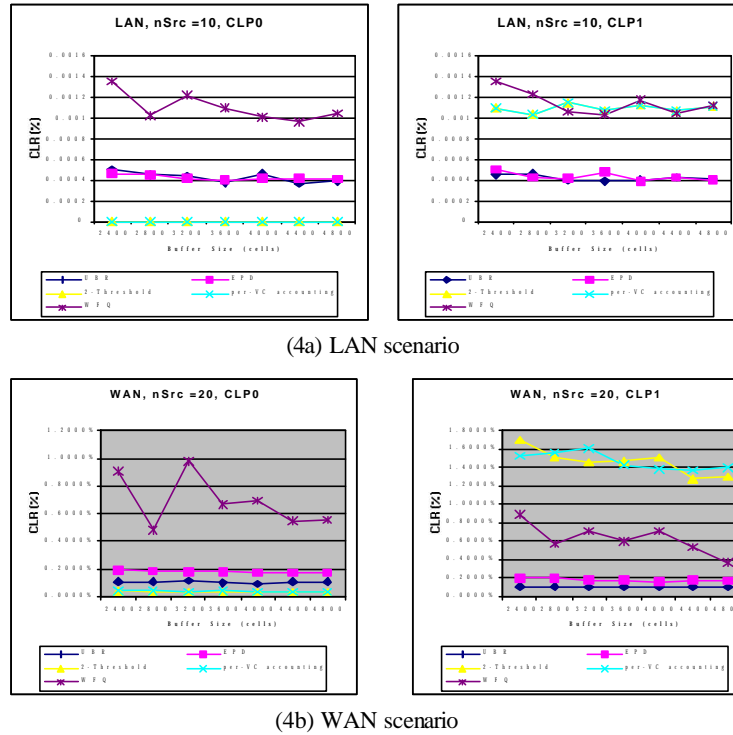 LAN, nSrc =10, CLP0
0.0016
0.0014
0.0012
0.001
0.0008
0.0006
0.0004
0.0002
0
CLR(%)
2400 2800 3200 3600 4000 4400 4800
Buffer Size (cells)
UBR EPD
2-Threshold per-VC accounting
WFQ
LAN, nSrc =10, CLP1
0.0016
0.0014
0.0012
0.001
0.0008
0.0006
0.0004
0.0002
0
CLR(%)
2400 2800 3200 3600 4000 4400 4800
Buffer Size (cells)
UBR EPD
2-Threshold per-VC accounting
WFQ
(4a) LAN scenario
WAN, nSrc =20, CLP0
1.2000%
1.0000%
0.8000%
0.6000%
0.4000%
0.2000%
0.0000%
CLR(%)
2400 2800 3200 3600 4000 4400 4800
Buffer Size (cells)
UBR EPD
2-Threshold per-VC accounting
WFQ
WAN, nSrc =20, CLP1
1.8000%
1.6000%
1.4000%
1.2000%
1.0000%
0.8000%
0.6000%
0.4000%
0.2000%
0.0000%
CLR(%)
2400 2800 3200 3600 4000 4400 4800
Buffer Size (cells)
UBR EPD
2-Threshold per-VC accounting
WFQ
(4b) WAN scenario